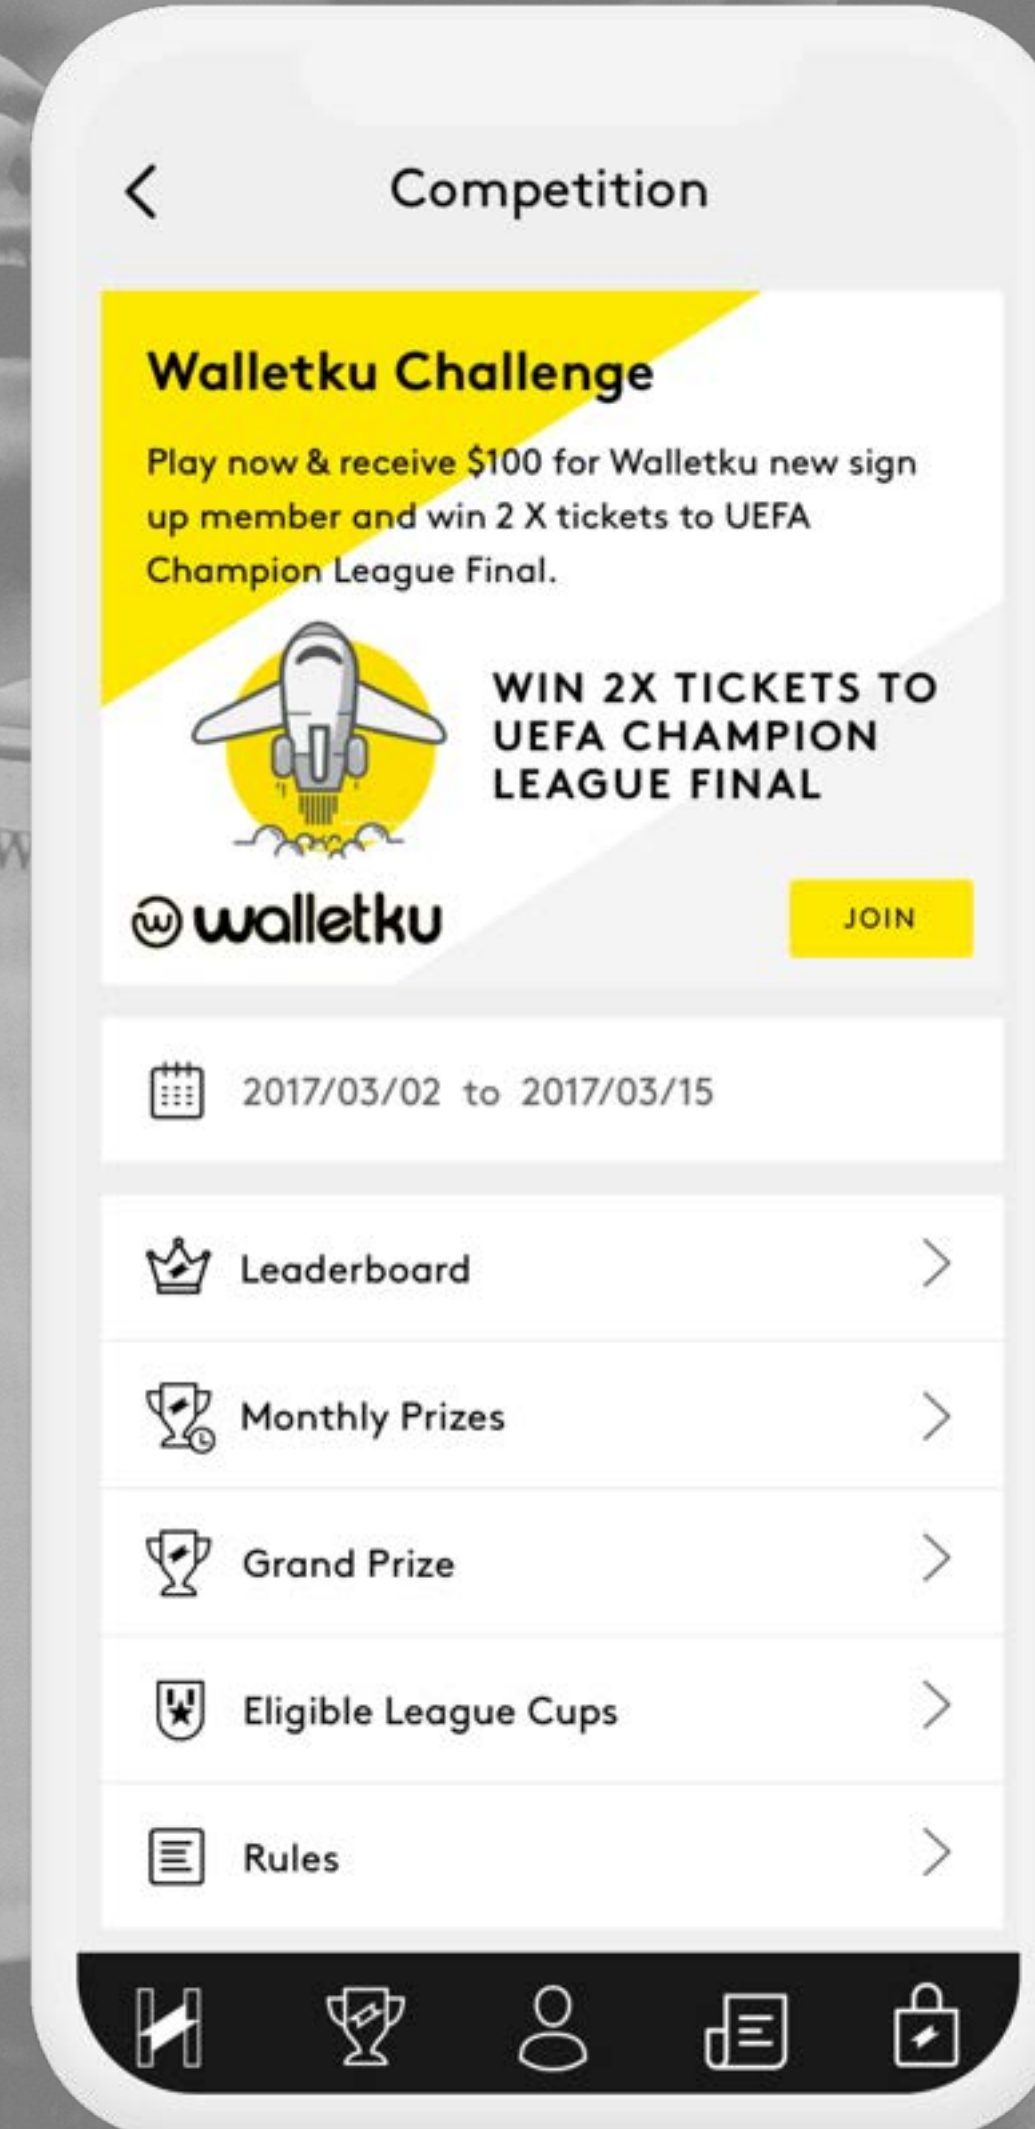 Competition
Walletku Challenge
Play now & receive $100 for Walletku new sign
up member and win 2 X tickets to UEFA
Champion League Final.
WIN 2X TICKETS TO
UEFA CHAMPION
LEAGUE FINAL
walletku
JOIN
2017/03/02 to 2017/03/15
Leaderboard
Monthly Prizes
Grand Prize
Eligible League Cups
Rules